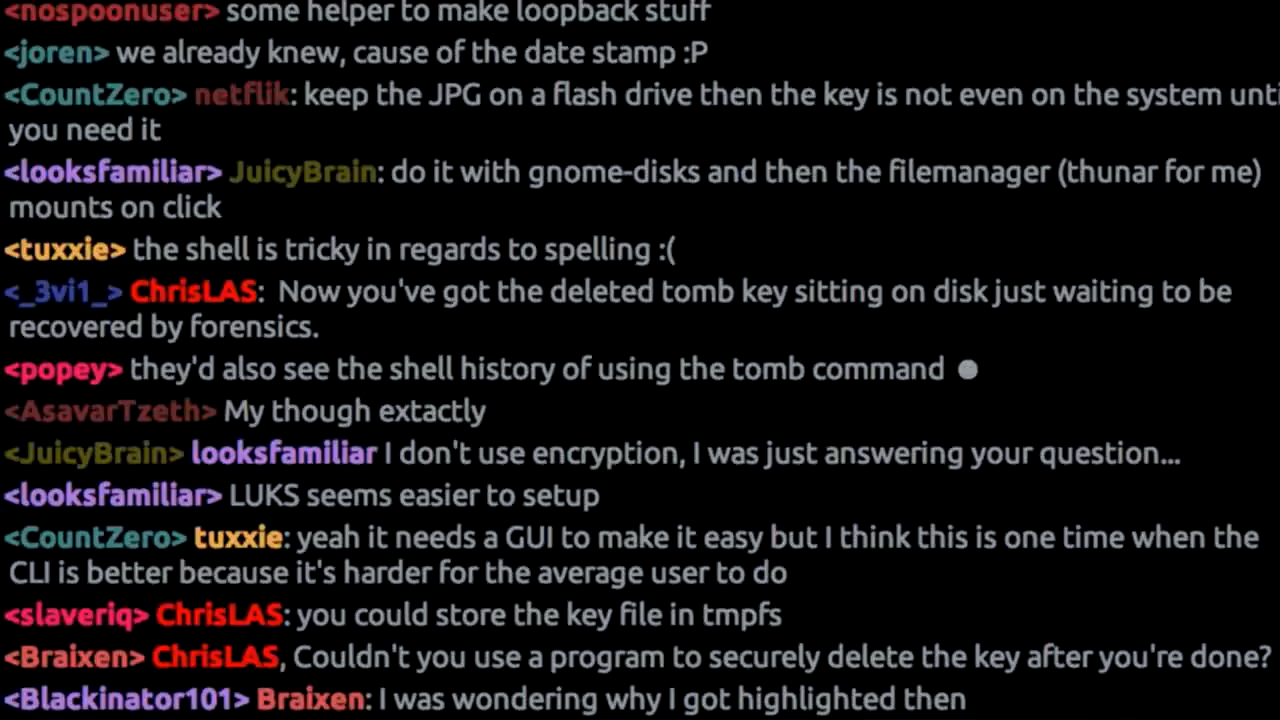 <nospoonuser> some helper to make loopback stuff
<joren> we already knew, cause of the date stamp :P
<CountZero> netflik: keep the JPG on a flash drive then the key is not even on the system unti
you need it
<looksfamiliar> JuicyBrain: do it with gnome-disks and then the filemanager (thunar for me)
mounts on click
<tuxxie> the shell is tricky in regards to spelling :(
<_3vi1_> ChrisLAS:  Now you've got the deleted tomb key sitting on disk just waiting to be
recovered by forensics.
<popey> they'd also see the shell history of using the tomb command ●
<AsavarTzeth> My though extactly
<JuicyBrain> looksfamiliar I don't use encryption, I was just answering your question...
<looksfamiliar> LUKS seems easier to setup
<CountZero> tuxxie: yeah it needs a GUI to make it easy but I think this is one time when the
CLI is better because it's harder for the average user to do
<slaveriq> ChrisLAS: you could store the key file in tmpfs
<Braixen> ChrisLAS, Couldn't you use a program to securely delete the key after you're done?
<Blackinator101> Braixen: I was wondering why I got highlighted then